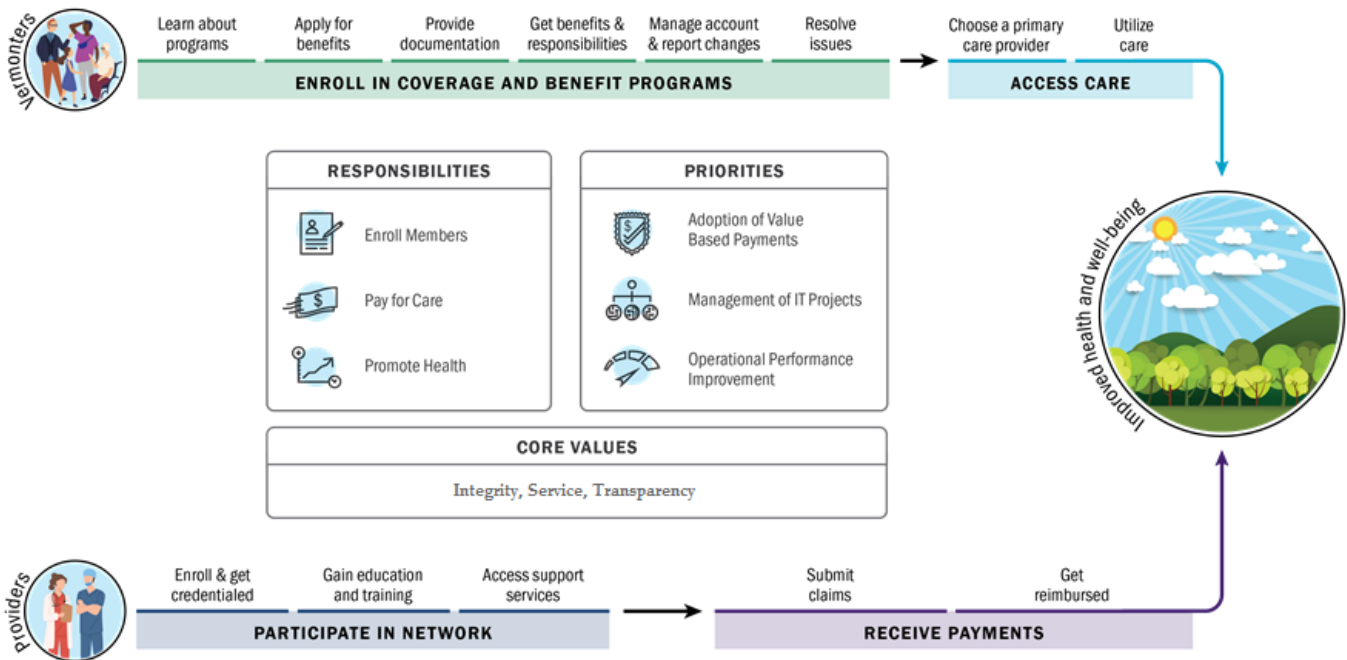 Vermonters
Learn about
programs
Apply for
benefits
Provide
documentation
Get benefits &
responsibilities
Manage account
& report changes
Resolve
issues
ENROLL IN COVERAGE AND BENEFIT PROGRAMS
Choose a primary
care provider
Utilize
care
ACCESS CARE
RESPONSIBILITIES
Enroll Members
Pay for Care
Promote Health
PRIORITIES
Adoption of Value
Based Payments
Management of IT Projects
Operational Performance
Improvement
CORE VALUES
Integrity, Service, Transparency
Improved health and well-being
Providers
Enroll & get
credentialed
Gain education
and training
Access support
services
PARTICIPATE IN NETWORK
Submit
claims
Get
reimbursed
RECEIVE PAYMENTS